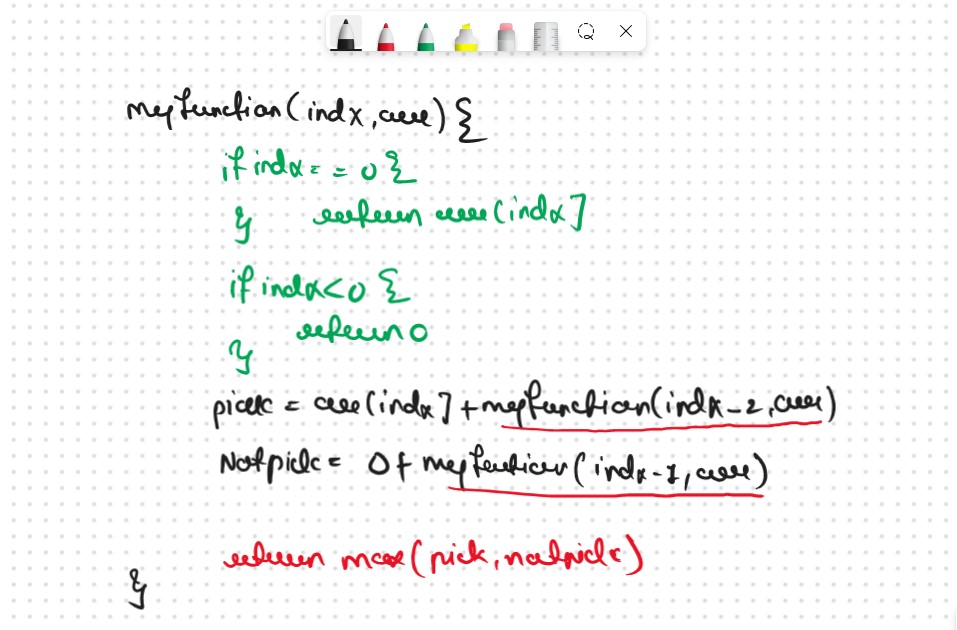 myfunction(indx,arr){
if indx == 0{
} return arr[indx]
if indx<0 {
return 0
}
pick = arr[indx] + myfunction(indx-2,arr)
Notpick = 0+ myfunction(indx-1,arr)
return max(pick,notpick)
}